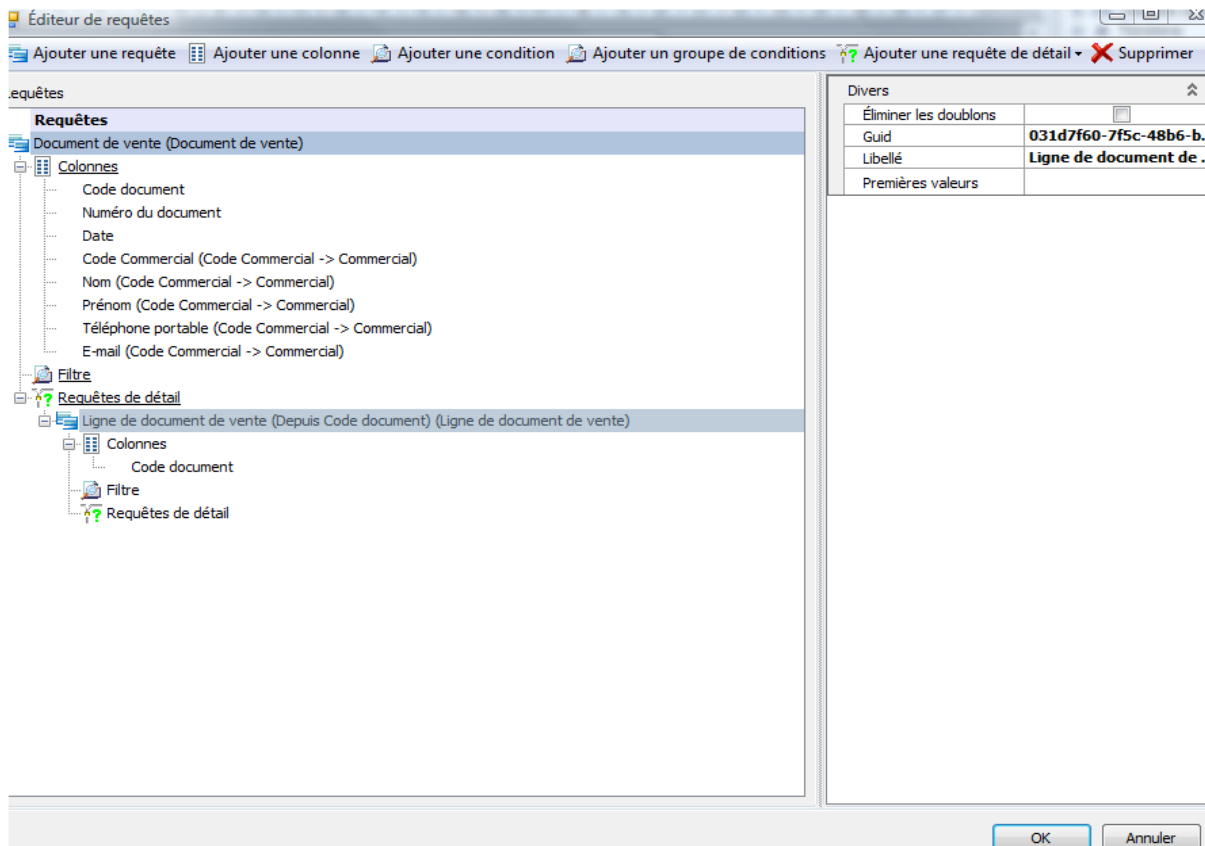 Éditeur de requêtes
Ajouter une requête Ajouter une colonne Ajouter une condition Ajouter un groupe de conditions Ajouter une requête de détail Supprimer
equêtes
Requêtes
Document de vente (Document de vente)
Colonnes
Code document
Numéro du document
Date
Code Commercial (Code Commercial -> Commercial)
Nom (Code Commercial -> Commercial)
Prénom (Code Commercial -> Commercial)
Téléphone portable (Code Commercial -> Commercial)
E-mail (Code Commercial -> Commercial)
Filtre
Requêtes de détail
Ligne de document de vente (Depuis Code document) (Ligne de document de vente)
Colonnes
Code document
Filtre
Requêtes de détail
Divers
Éliminer les doublons
Guid 031d7f60-7f5c-48b6-b.
Libellé Ligne de document de .
Premières valeurs
OK Annuler